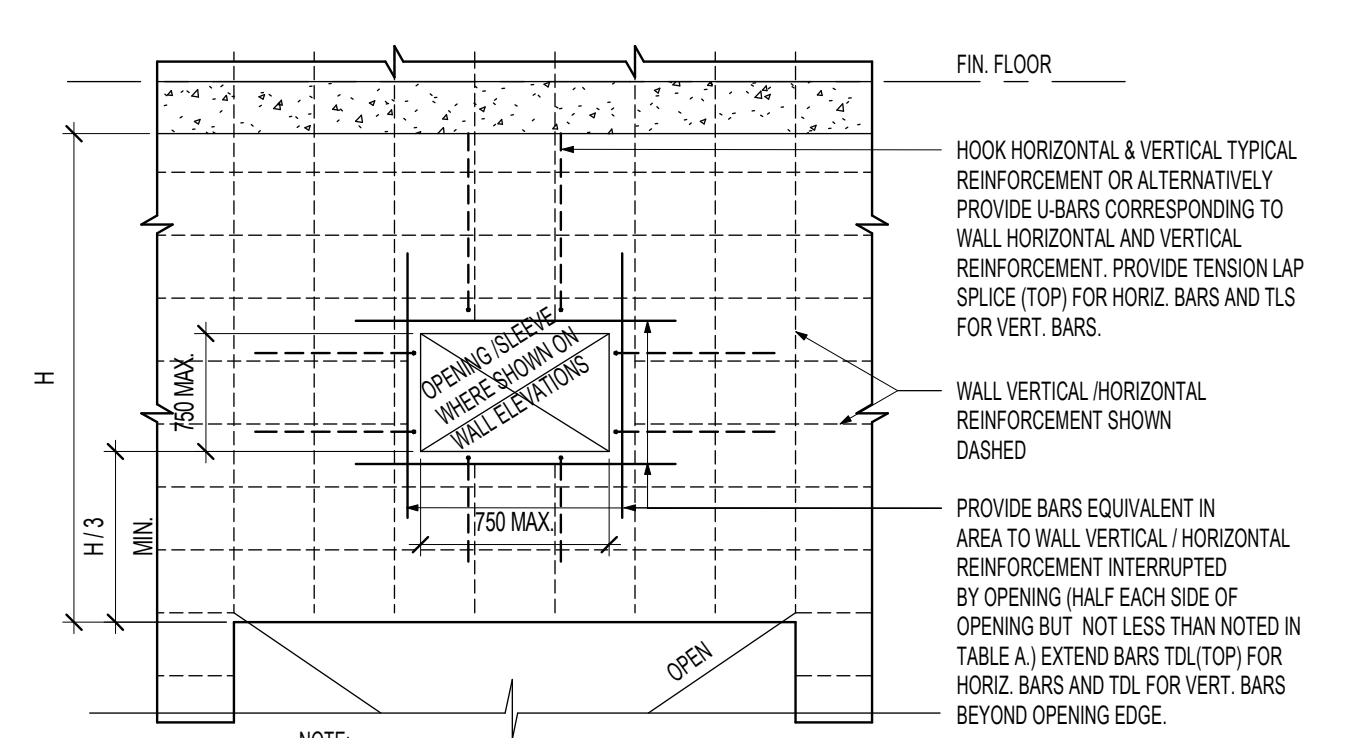 FIN. FLOOR
HOOK HORIZONTAL & VERTICAL TYPICAL
REINFORCEMENT OR ALTERNATIVELY
PROVIDE U-BARS CORRESPONDING TO
WALL HORIZONTAL AND VERTICAL
REINFORCEMENT. PROVIDE TENSION LAP
SPLICE (TOP) FOR HORIZ. BARS AND TLS
FOR VERT. BARS.
H
750 MAX.
OPENING /SLEEVE
WHERE SHOWN ON
WALL ELEVATIONS
WALL VERTICAL /HORIZONTAL
REINFORCEMENT SHOWN
DASHED
H / 3
MIN.
750 MAX.
PROVIDE BARS EQUIVALENT IN
AREA TO WALL VERTICAL / HORIZONTAL
REINFORCEMENT INTERRUPTED
BY OPENING (HALF EACH SIDE OF
OPENING BUT NOT LESS THAN NOTED IN
TABLE A.) EXTEND BARS TDL(TOP) FOR
HORIZ. BARS AND TDL FOR VERT. BARS
BEYOND OPENING EDGE.
OPEN
NOTE: